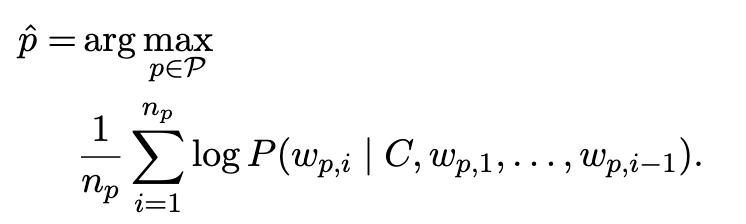 p̂ = arg max
p∈𝒫
1/n_p ∑_{i=1}^{n_p} log P(w_{p,i} | C, w_{p,1}, . . . , w_{p,i−1}).